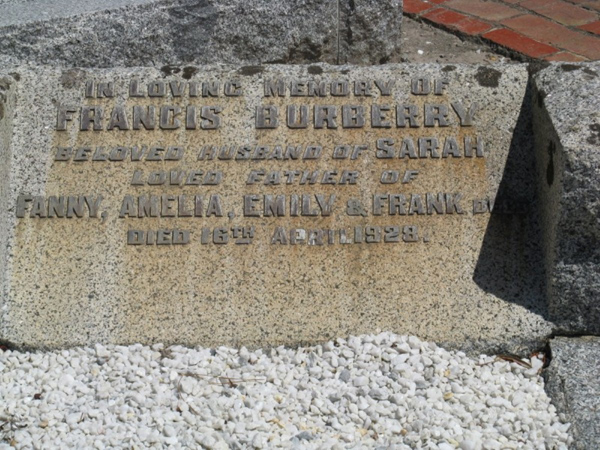 IN LOVING MEMORY OF
FRANCIS BURBERRY
BELOVED HUSBAND OF SARAH
LOVED FATHER OF
FANNY, AMELIA, EMILY & FRANK
DIED 16TH APRIL 1929.